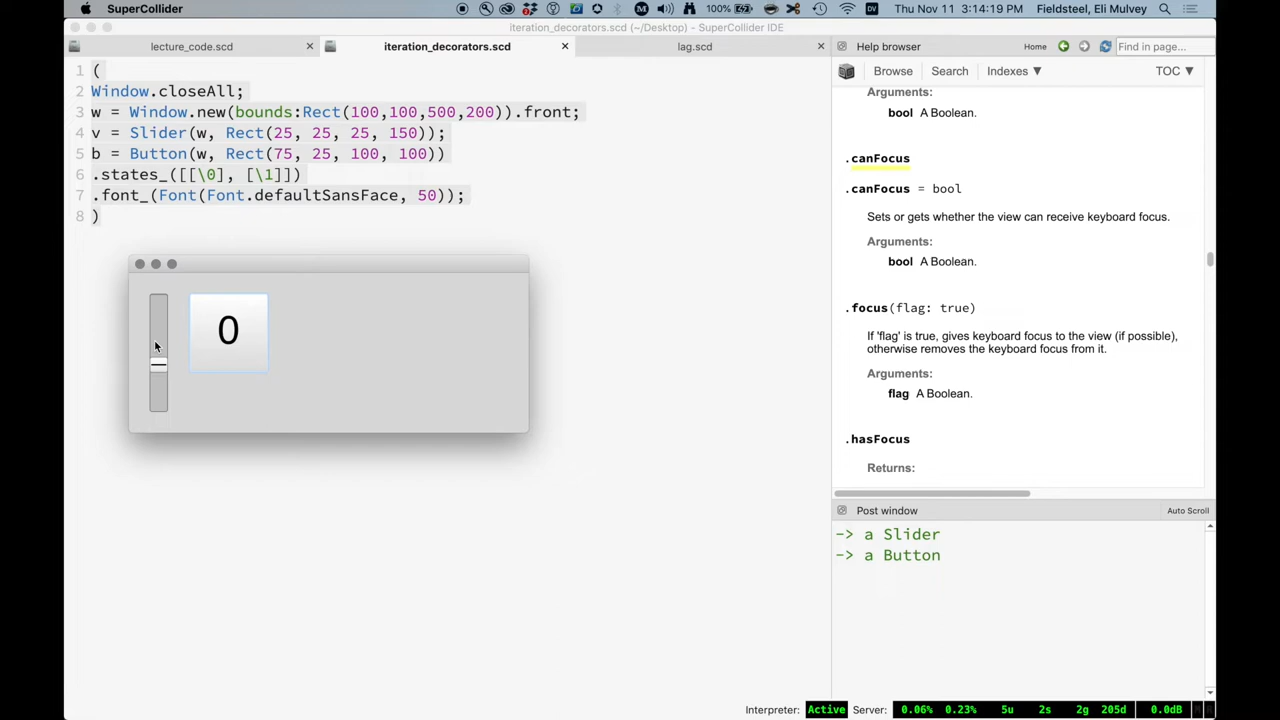 SuperCollider
100%
Thu Nov 11 3:14:19 PM
Fieldsteel, Eli Mulvey
iteration_decorators.scd (~/Desktop) - SuperCollider IDE
lecture_code.scd
iteration_decorators.scd
lag.scd
Help browser
Home
Find in page...
Browse
Search
Indexes ▼
TOC ▼
1 (
2 Window.closeAll;
3 w = Window.new(bounds:Rect(100,100,500,200)).front;
4 v = Slider(w, Rect(25, 25, 25, 150));
5 b = Button(w, Rect(75, 25, 100, 100))
6 .states_([[\0], [\1]])
7 .font_(Font(Font.defaultSansFace, 50));
8 )
0
Arguments:
bool A Boolean.
.canFocus
.canFocus = bool
Sets or gets whether the view can receive keyboard focus.
Arguments:
bool A Boolean.
.focus(flag: true)
If 'flag' is true, gives keyboard focus to the view (if possible),
otherwise removes the keyboard focus from it.
Arguments:
flag A Boolean.
.hasFocus
Returns:
Post window
Auto Scroll
-> a Slider
-> a Button
Interpreter: Active Server: 0.06% 0.23% 5u 2s 2g 205d 0.0dB